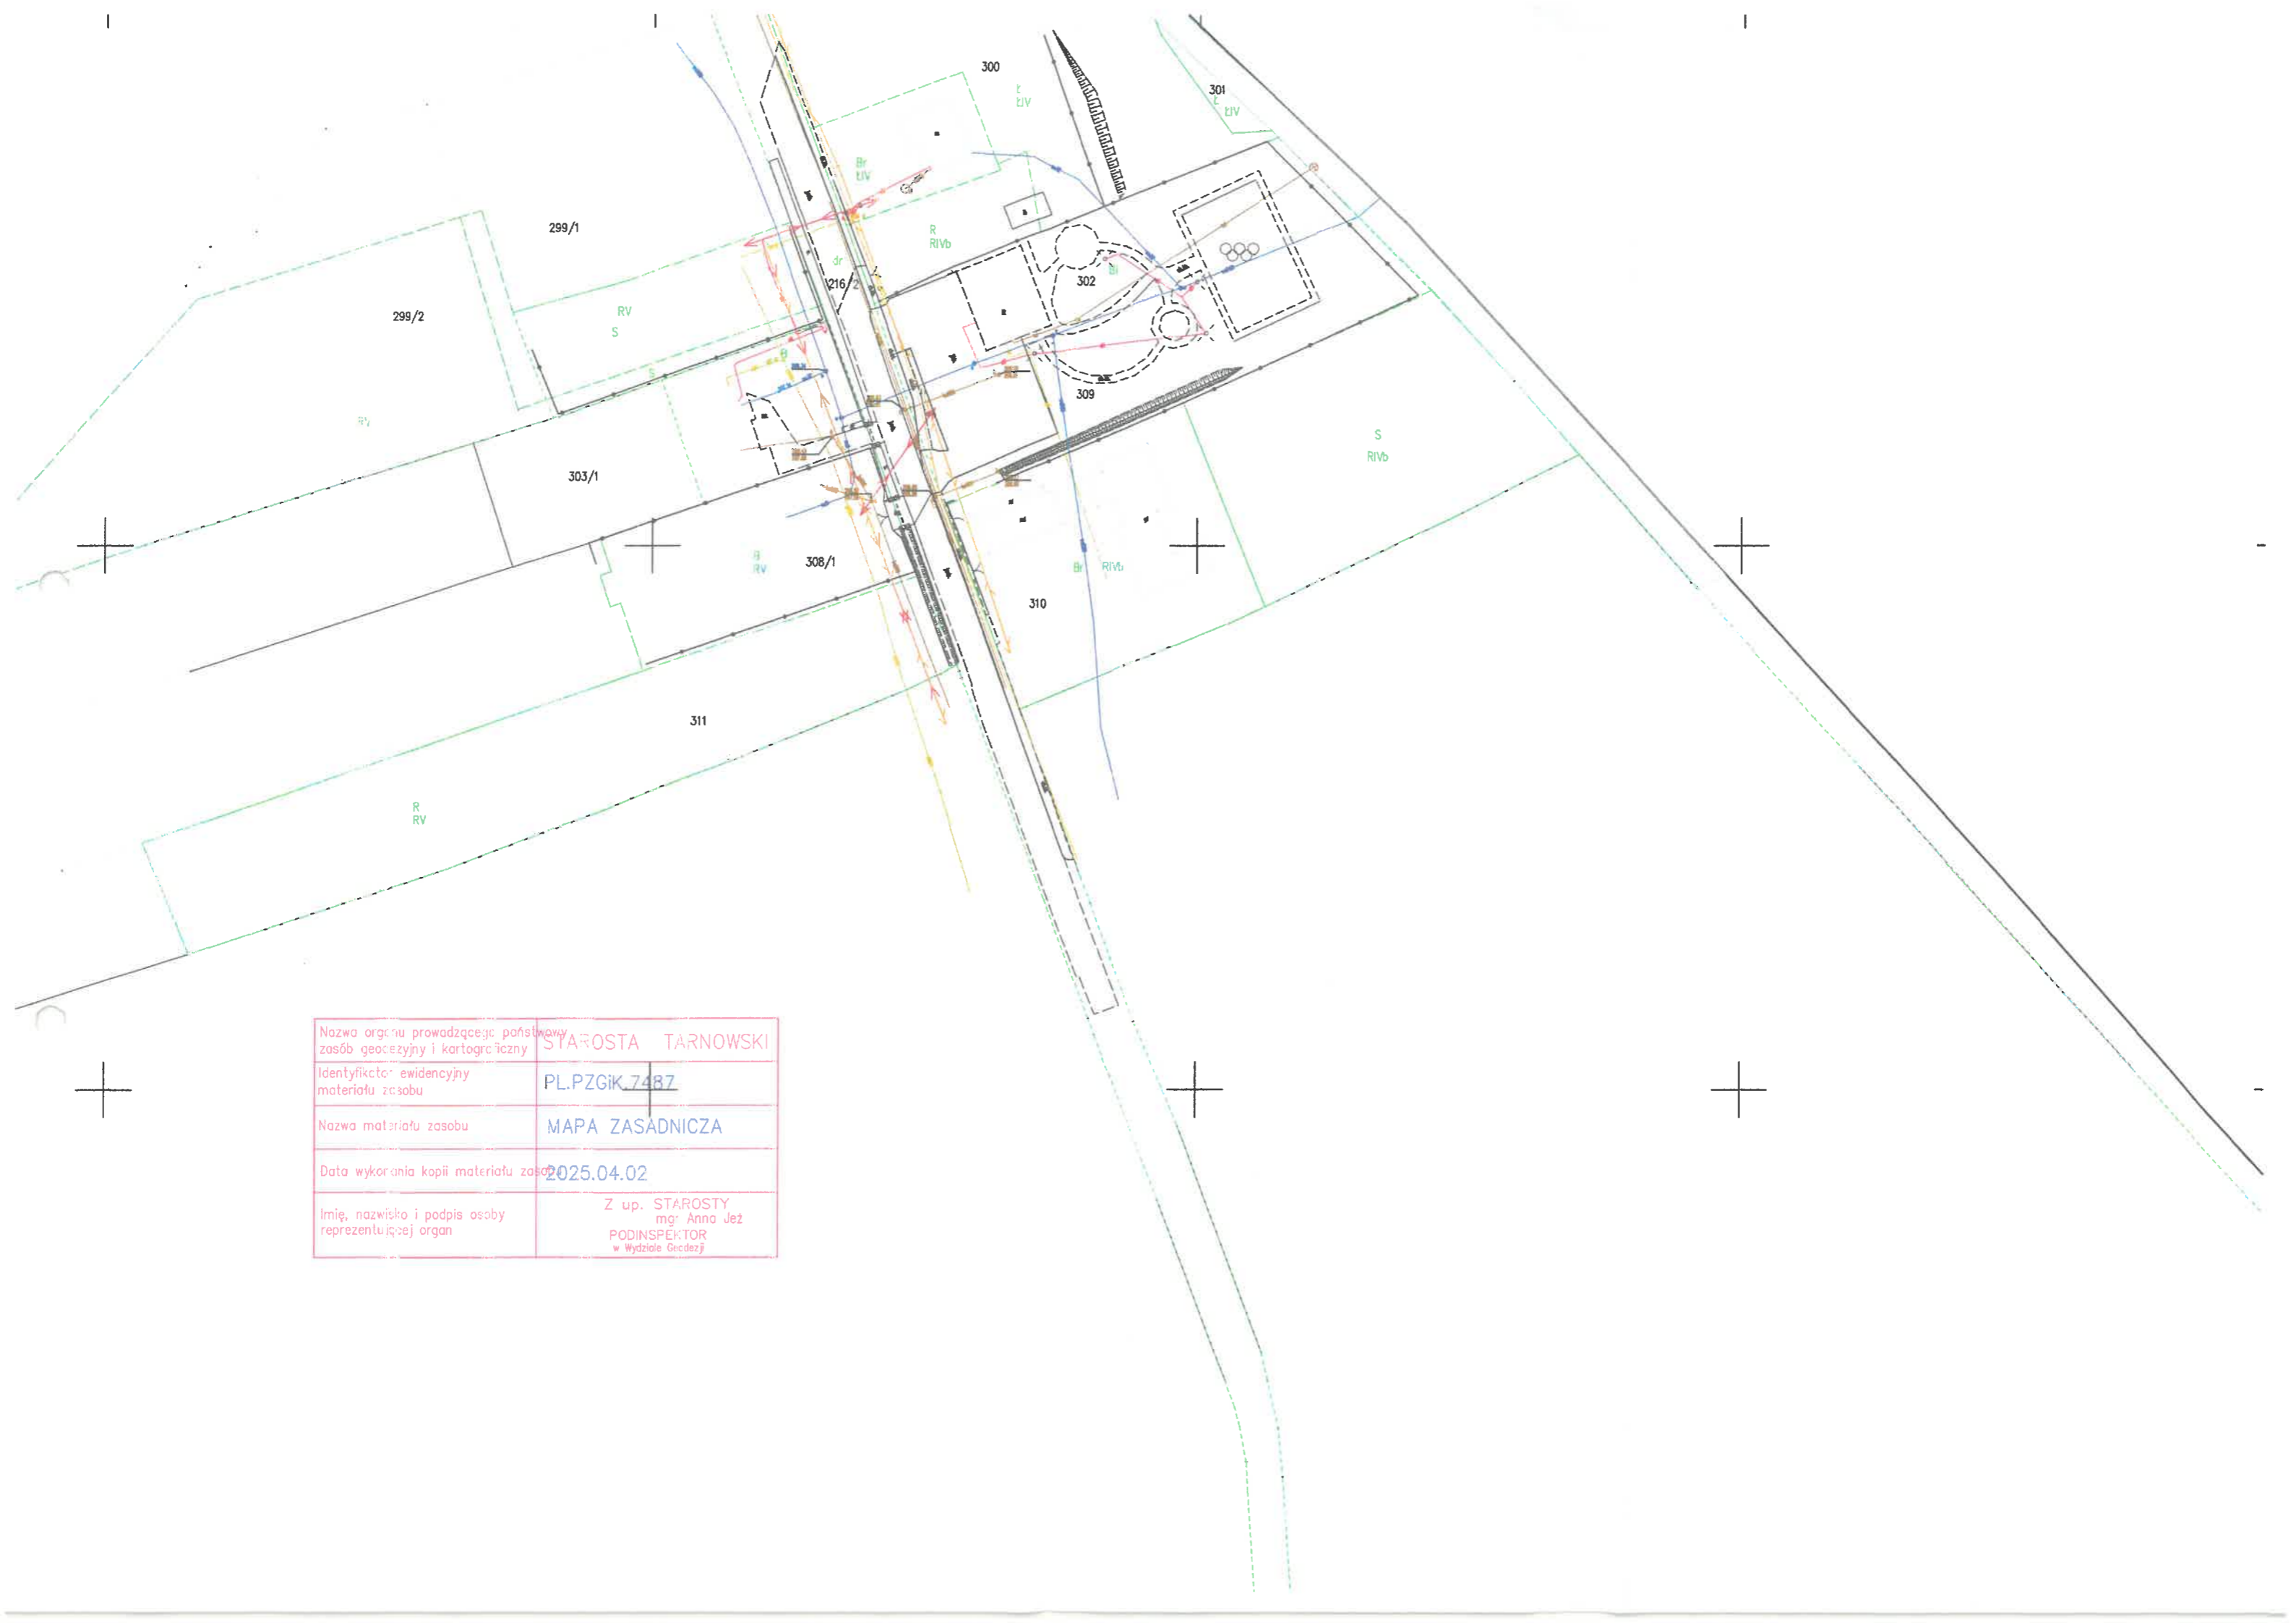 300
Ł
ŁIV
301
Ł
ŁIV
Br
ŁIV
299/1
R
RIVb
dr
216/2
302
Bi
299/2
RV
S
B
S
309
RV
S
RIVb
303/1
B
RV
308/1
Br RIVb
310
311
R
RV
Nazwa organu prowadzącego państwowy
zasób geodezyjny i kartograficzny
STAROSTA TARNOWSKI
Identyfikator ewidencyjny
materiału zasobu
PL.PZGiK.7487
Nazwa materiału zasobu
MAPA ZASADNICZA
Data wykonania kopii materiału zasobu
2025.04.02
Imię, nazwisko i podpis osoby
reprezentującej organ
Z up. STAROSTY
mgr Anna Jeż
PODINSPEKTOR
w Wydziale Geodezji